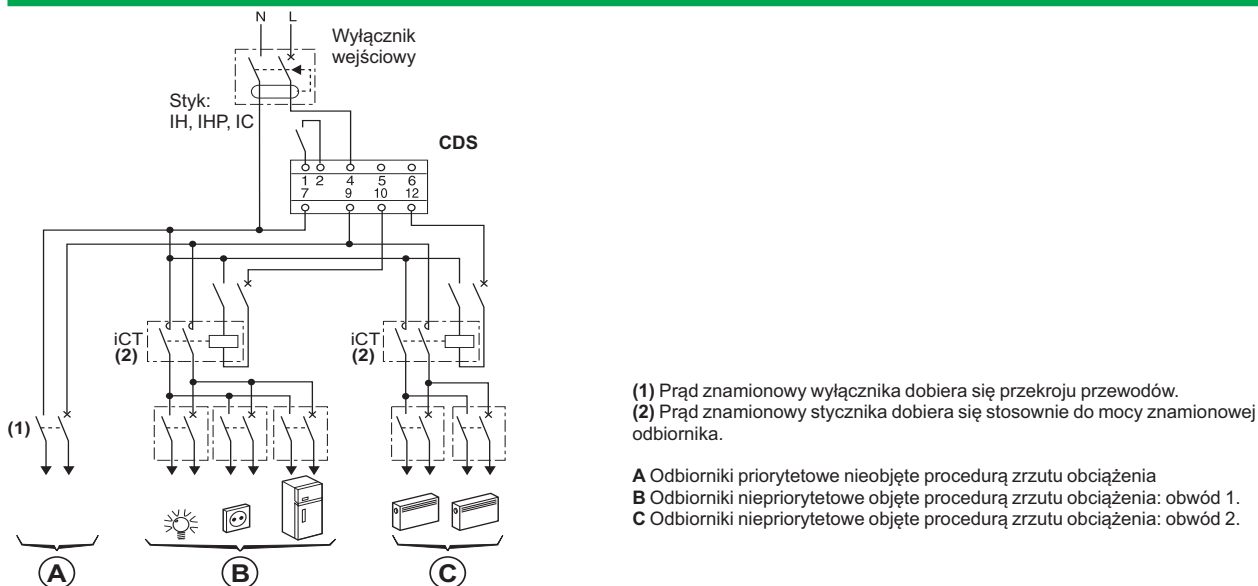 N L
Wyłącznik
wejściowy
Styk:
IH, IHP, IC
CDS
1 2 4 5 6
7 9 10 12
iCT
(2)
iCT
(2)
(1)
A
B
C
(1) Prąd znamionowy wyłącznika dobiera się przekroju przewodów.
(2) Prąd znamionowy stycznika dobiera się stosownie do mocy znamionowej
odbiornika.
A Odbiorniki priorytetowe nieobjęte procedurą zrzutu obciążenia
B Odbiorniki niepriorytetowe objęte procedurą zrzutu obciążenia: obwód 1.
C Odbiorniki niepriorytetowe objęte procedurą zrzutu obciążenia: obwód 2.